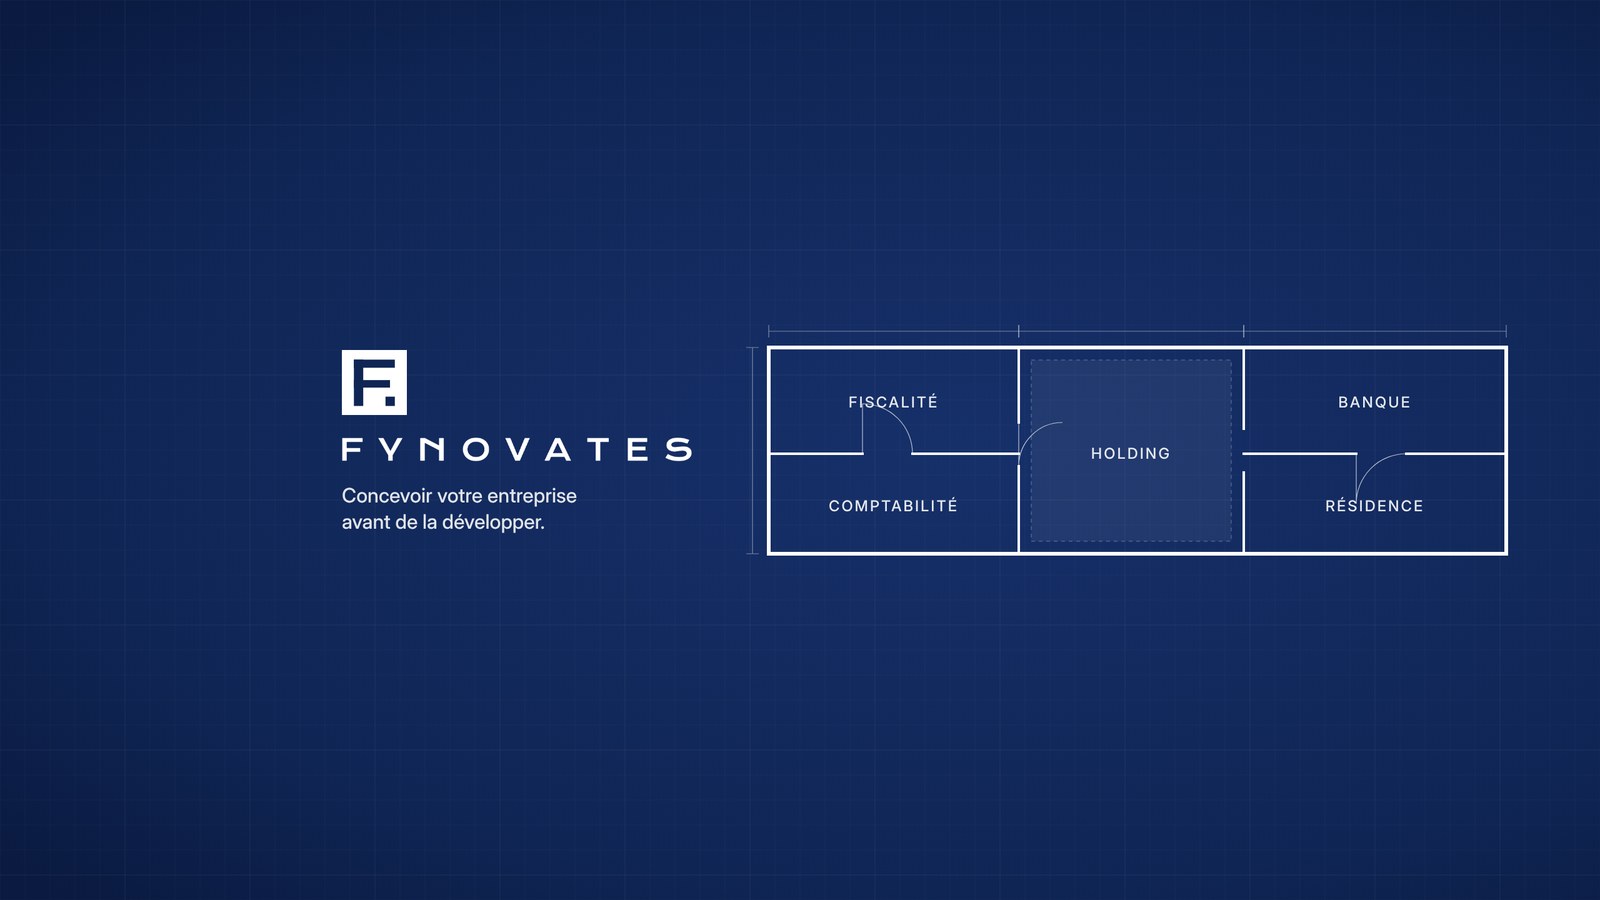 F.
FYNOVATES
Concevoir votre entreprise
avant de la développer.
FISCALITÉ
COMPTABILITÉ
HOLDING
BANQUE
RÉSIDENCE